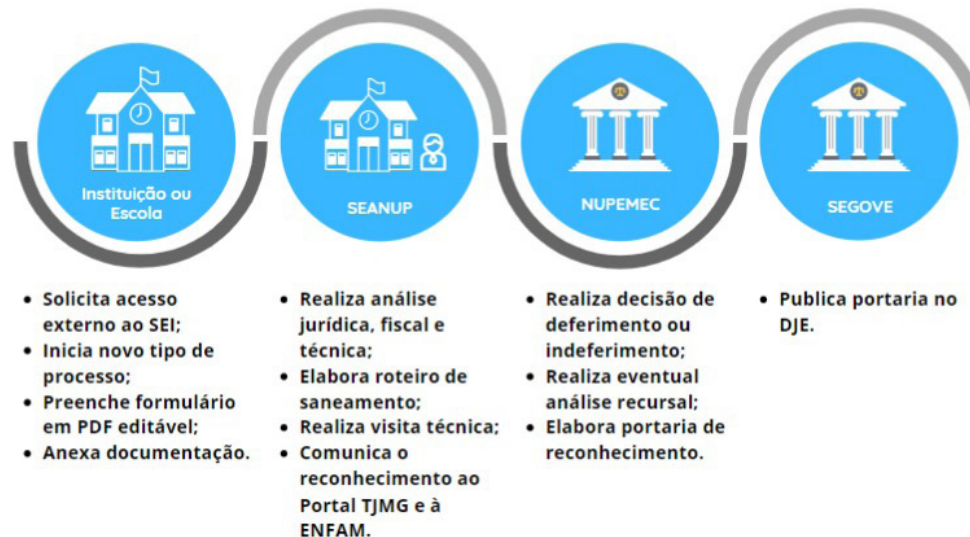 Instituição ou
Escola
SEANUP
NUPEMEC
SEGOVE
• Solicita acesso
externo ao SEI;
• Inicia novo tipo de
processo;
• Preenche formulário
em PDF editável;
• Anexa documentação.
• Realiza análise
jurídica, fiscal e
técnica;
• Elabora roteiro de
saneamento;
• Realiza visita técnica;
• Comunica o
reconhecimento ao
Portal TJMG e à
ENFAM.
• Realiza decisão de
deferimento ou
indeferimento;
• Realiza eventual
análise recursal;
• Elabora portaria de
reconhecimento.
• Publica portaria no
DJE.